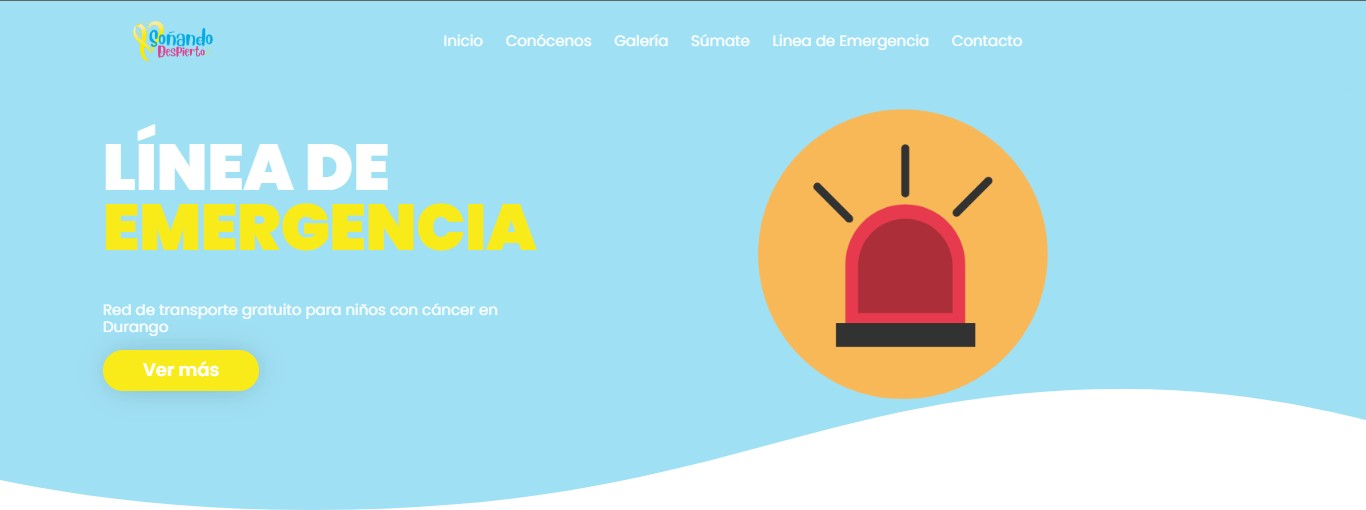 Soñando
Despierto
Inicio Conócenos Galería Súmate Linea de Emergencia Contacto
LÍNEA DE
EMERGENCIA
Red de transporte gratuito para niños con cáncer en
Durango
Ver más